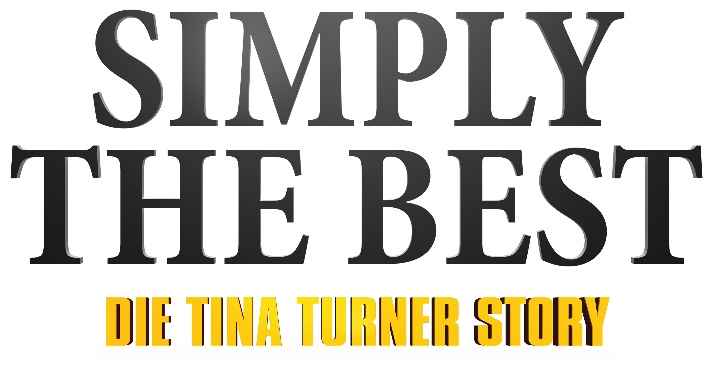 SIMPLY
THE BEST
DIE TINA TURNER STORY